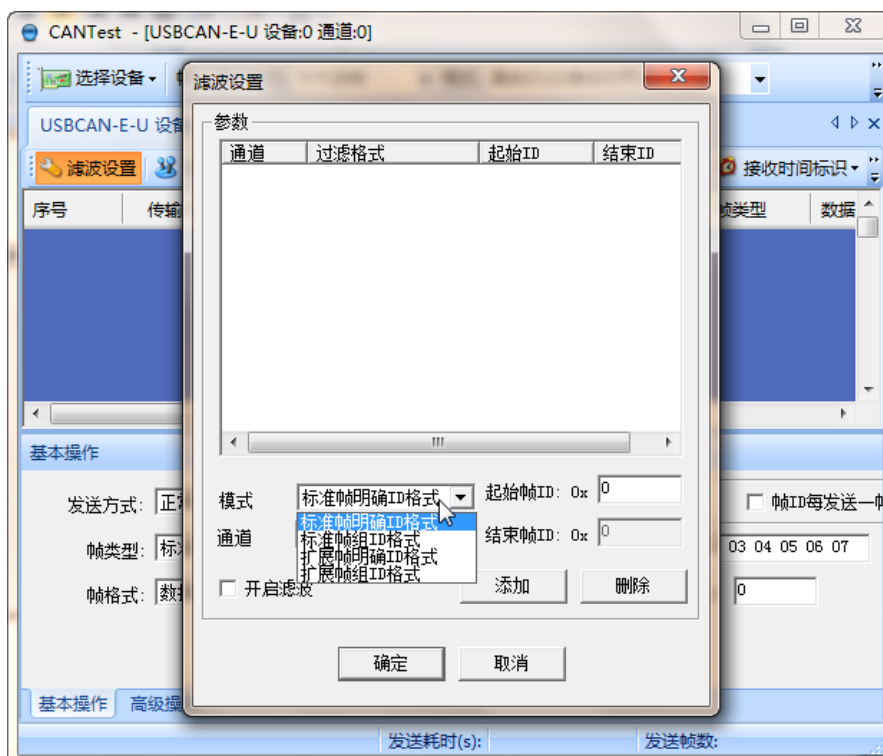 CANTest - [USBCAN-E-U 设备:0 通道:0]
选择设备
USBCAN-E-U 设备
滤波设置
接收时间标识
序号 传输 帧类型 数据
滤波设置
参数
通道 过滤格式 起始ID 结束ID
模式 标准帧明确ID格式 起始帧ID: 0x 0
标准帧明确ID格式
标准帧组ID格式
扩展帧明确ID格式
扩展帧组ID格式
通道 结束帧ID: 0x 0
开启滤波 添加 删除
确定 取消
基本操作
发送方式: 正常 帧ID每发送一帧
帧类型: 标准 03 04 05 06 07
帧格式: 数据 0
基本操作 高级操
发送耗时(s): 发送帧数: